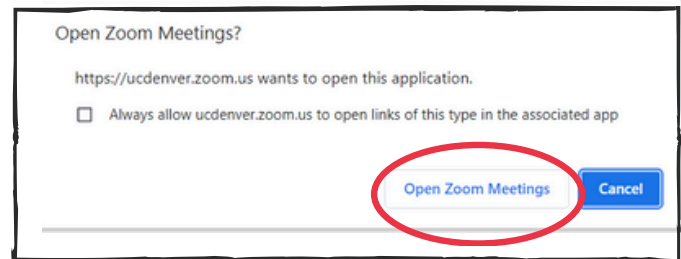 Open Zoom Meetings?
https://ucdenver.zoom.us wants to open this application.
Always allow ucdenver.zoom.us to open links of this type in the associated app
Open Zoom Meetings Cancel